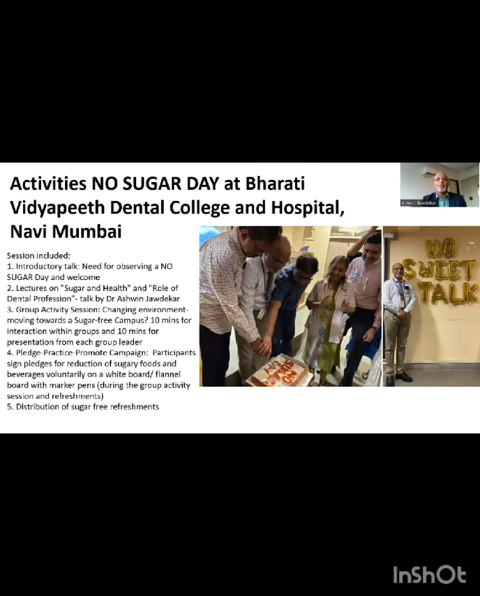 Activities NO SUGAR DAY at Bharati
Vidyapeeth Dental College and Hospital,
Navi Mumbai
Session included:
1. Introductory talk: Need for observing a NO
SUGAR Day and welcome
2. Lectures on "Sugar and Health" and "Role of
Dental Profession"- talk by Dr Ashwin Jawdekar
3. Group Activity Session: Changing environment-
moving towards a Sugar-free Campus? 10 mins for
interaction within groups and 10 mins for
presentation from each group leader
4. Pledge-Practice-Promote Campaign:  Participants
sign pledges for reduction of sugary foods and
beverages voluntarily on a white board/ flannel
board with marker pens (during the group activity
session and refreshments)
5. Distribution of sugar free refreshments
Jawdekar
NO
SWEET
TALK
InShOt